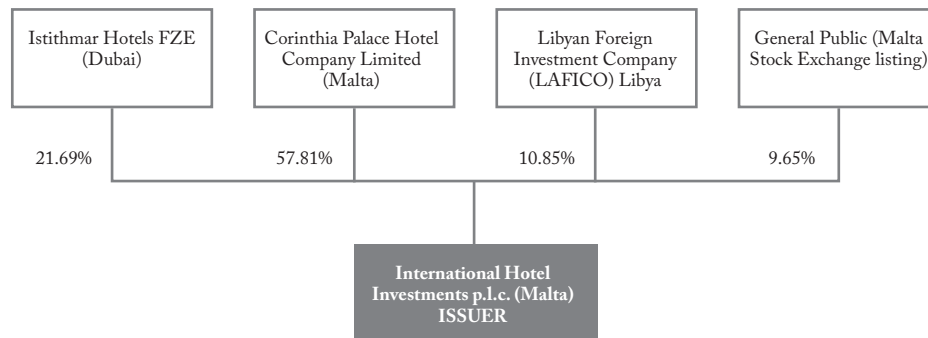 Istithmar Hotels FZE
(Dubai)
Corinthia Palace Hotel
Company Limited
(Malta)
Libyan Foreign
Investment Company
(LAFICO) Libya
General Public (Malta
Stock Exchange listing)
21.69%
57.81%
10.85%
9.65%
International Hotel
Investments p.l.c. (Malta)
ISSUER